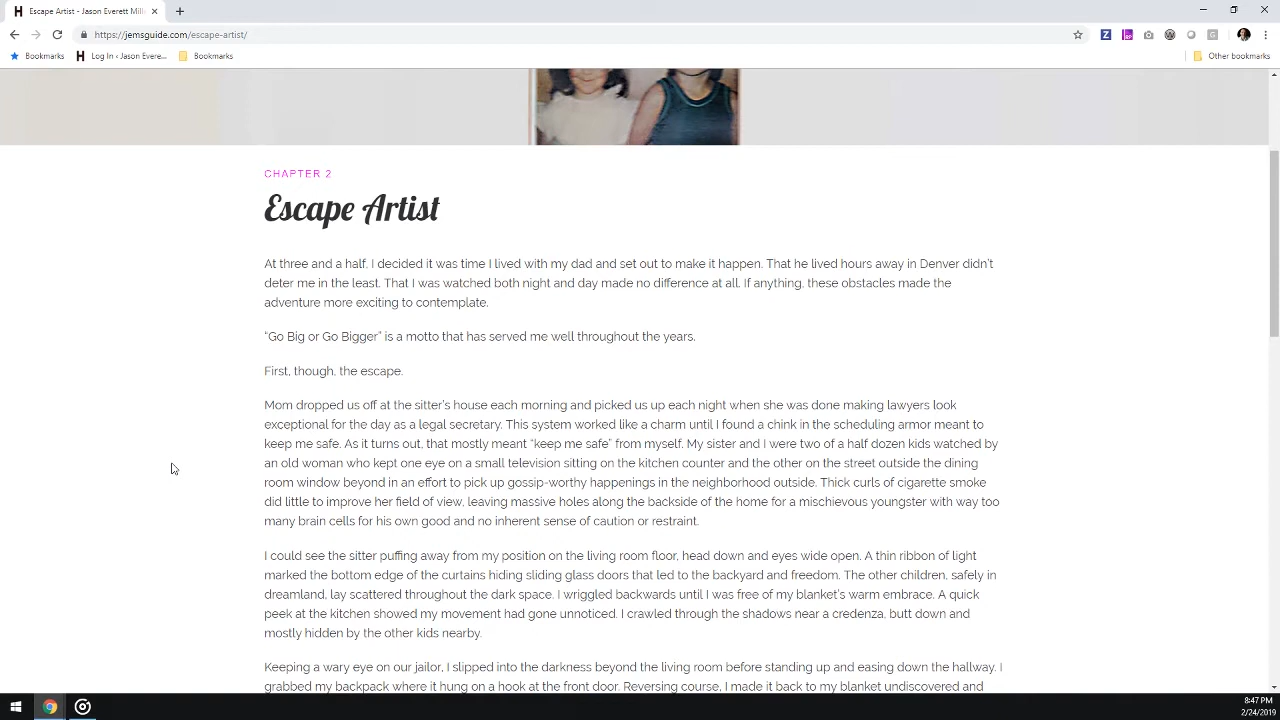 Escape Artist - Jason Everett Mill
https://jemsguide.com/escape-artist/
Bookmarks
Log In ‹ Jason Evere...
Bookmarks
Other bookmarks
CHAPTER 2
Escape Artist
At three and a half, I decided it was time I lived with my dad and set out to make it happen. That he lived hours away in Denver didn't
deter me in the least. That I was watched both night and day made no difference at all. If anything, these obstacles made the
adventure more exciting to contemplate.
“Go Big or Go Bigger” is a motto that has served me well throughout the years.
First, though, the escape.
Mom dropped us off at the sitter's house each morning and picked us up each night when she was done making lawyers look
exceptional for the day as a legal secretary. This system worked like a charm until I found a chink in the scheduling armor meant to
keep me safe. As it turns out, that mostly meant “keep me safe” from myself. My sister and I were two of a half dozen kids watched by
an old woman who kept one eye on a small television sitting on the kitchen counter and the other on the street outside the dining
room window beyond in an effort to pick up gossip-worthy happenings in the neighborhood outside. Thick curls of cigarette smoke
did little to improve her field of view, leaving massive holes along the backside of the home for a mischievous youngster with way too
many brain cells for his own good and no inherent sense of caution or restraint.
I could see the sitter puffing away from my position on the living room floor, head down and eyes wide open. A thin ribbon of light
marked the bottom edge of the curtains hiding sliding glass doors that led to the backyard and freedom. The other children, safely in
dreamland, lay scattered throughout the dark space. I wriggled backwards until I was free of my blanket's warm embrace. A quick
peek at the kitchen showed my movement had gone unnoticed. I crawled through the shadows near a credenza, butt down and
mostly hidden by the other kids nearby.
Keeping a wary eye on our jailor, I slipped into the darkness beyond the living room before standing up and easing down the hallway. I
grabbed my backpack where it hung on a hook at the front door. Reversing course, I made it back to my blanket undiscovered and
8:47 PM
2/24/2019